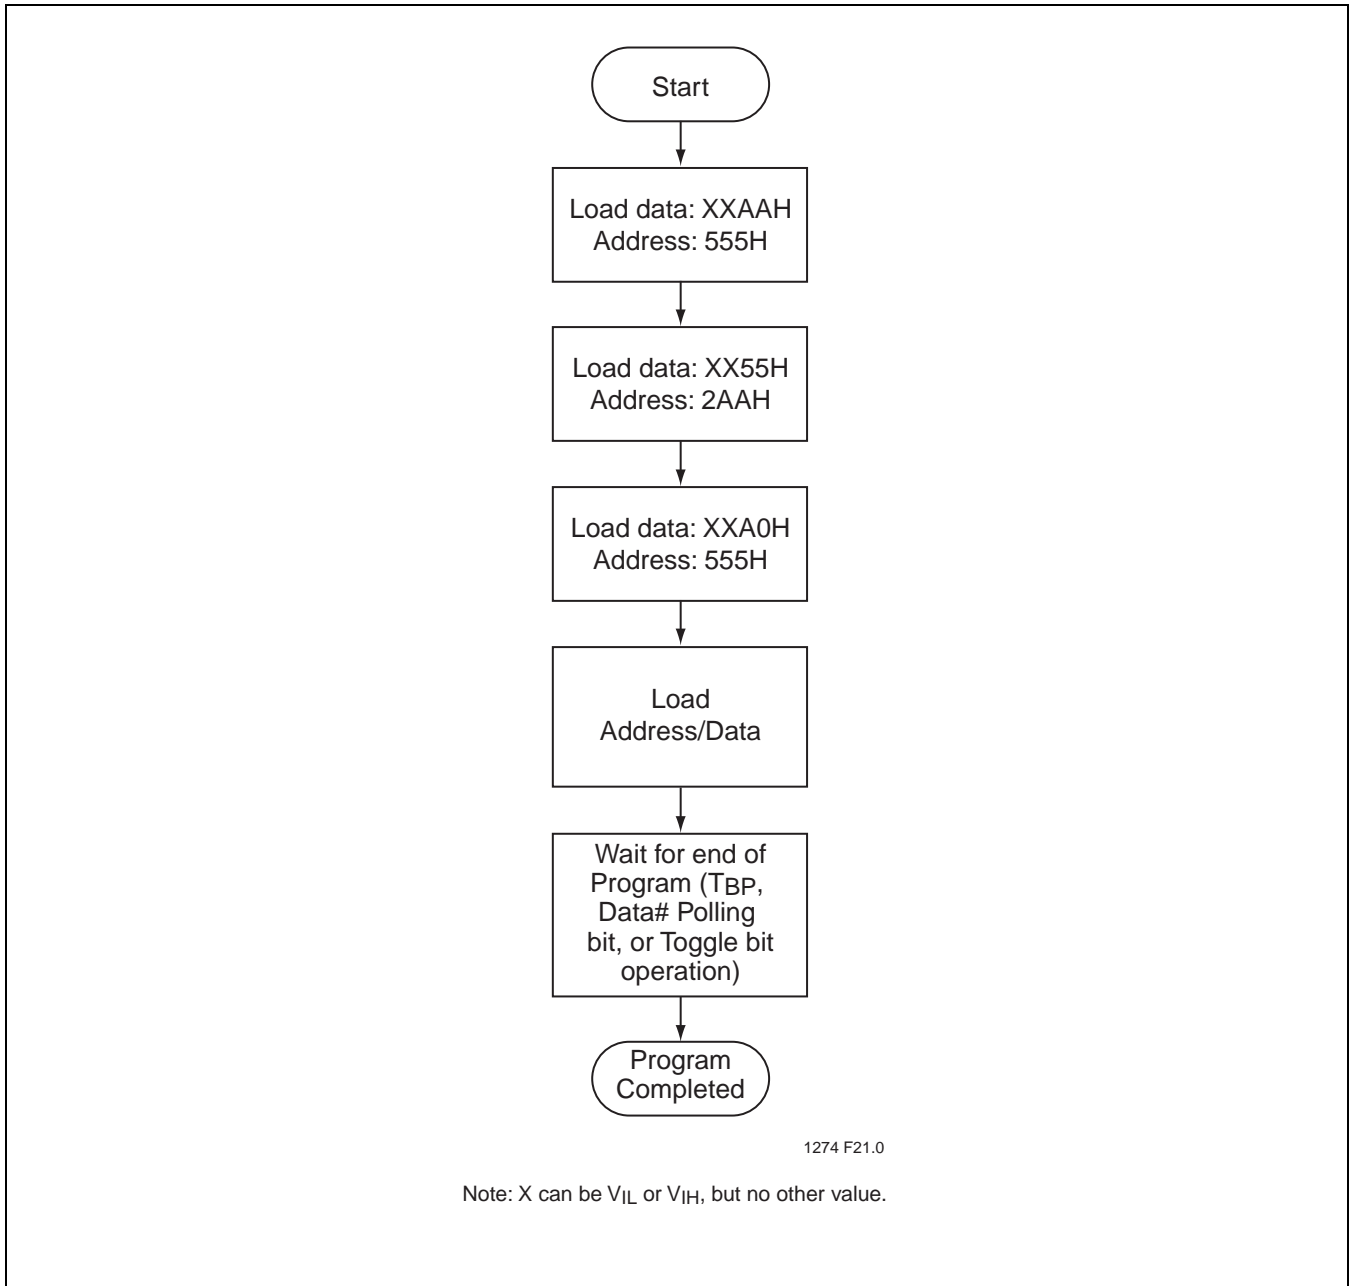 Start
Load data: XXAAH
Address: 555H
Load data: XX55H
Address: 2AAH
Load data: XXA0H
Address: 555H
Load
Address/Data
Wait for end of
Program (TBP,
Data# Polling
bit, or Toggle bit
operation)
Program
Completed
1274 F21.0
Note: X can be VIL or VIH, but no other value.